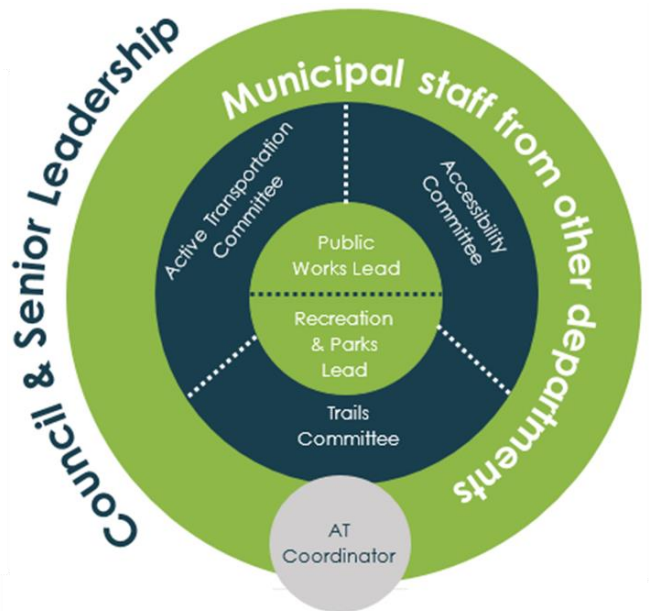 Council & Senior Leadership
Municipal staff from other departments
Active Transportation
Committee
Accessibility
Committee
Public
Works Lead
Recreation
& Parks
Lead
Trails
Committee
AT
Coordinator